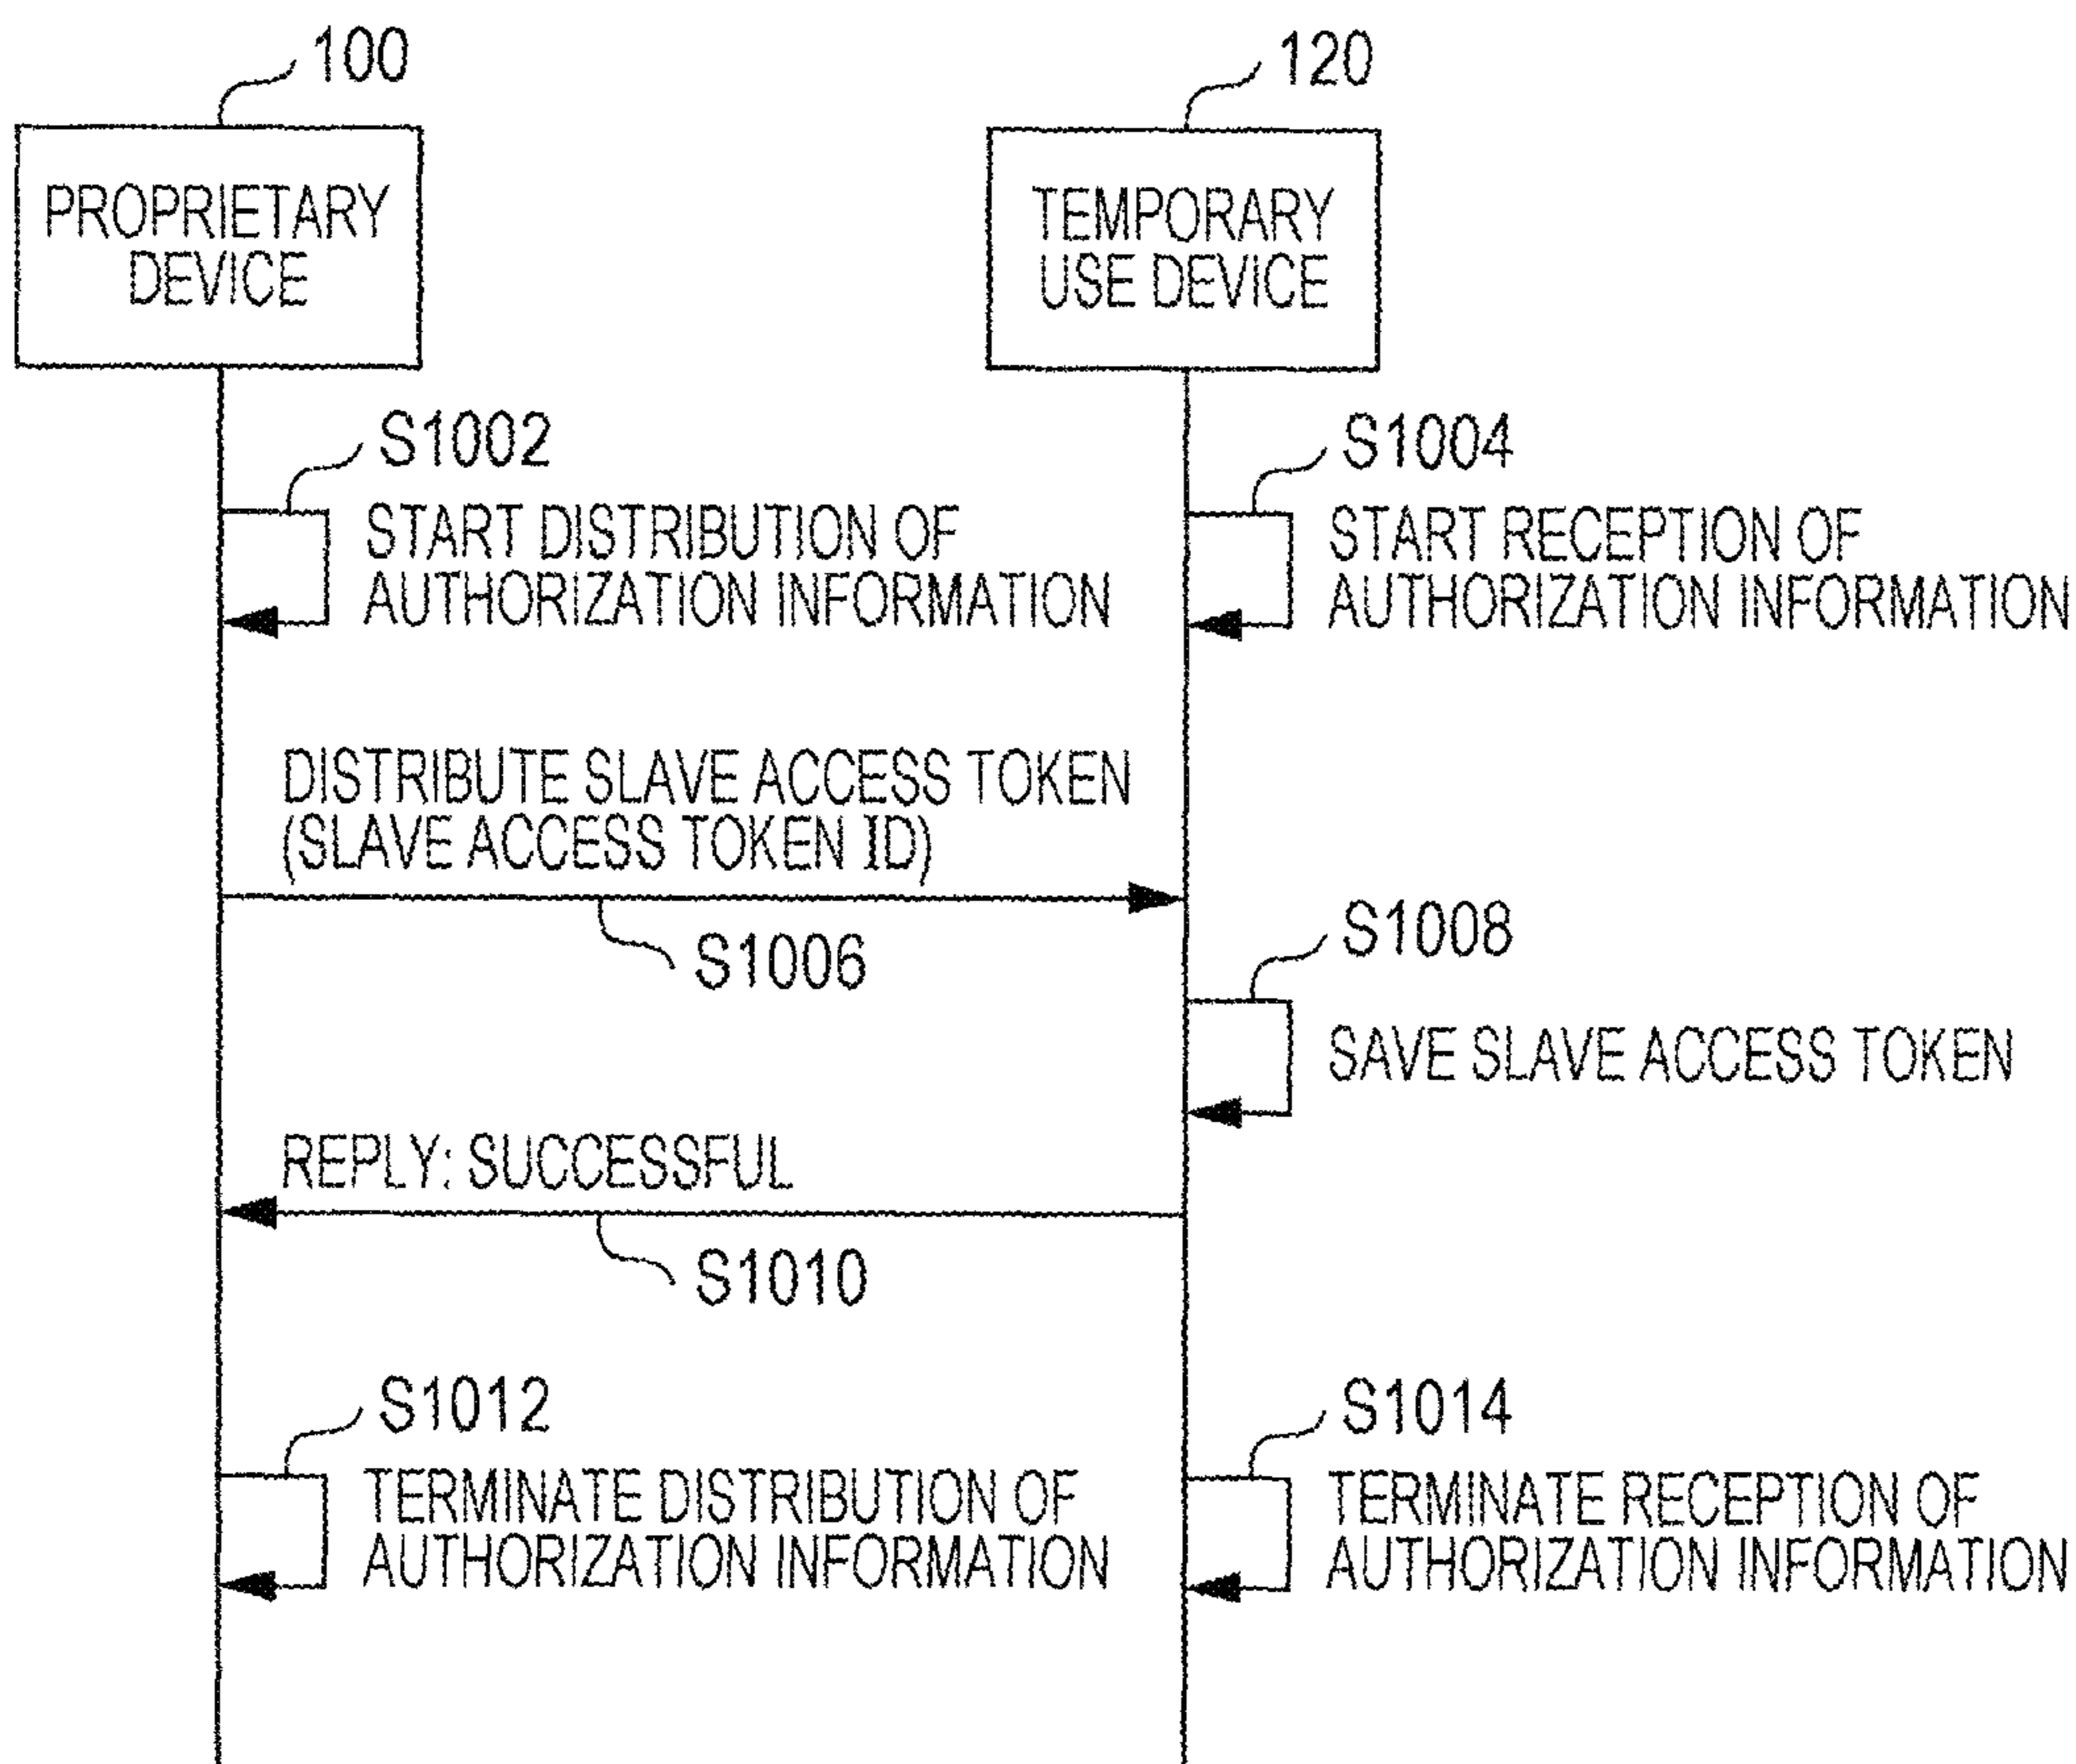 100
120
PROPRIETARY
DEVICE
TEMPORARY
USE DEVICE
S1002
S1004
START DISTRIBUTION OF
AUTHORIZATION INFORMATION
START RECEPTION OF
AUTHORIZATION INFORMATION
DISTRIBUTE SLAVE ACCESS TOKEN
(SLAVE ACCESS TOKEN ID)
S1006
S1008
SAVE SLAVE ACCESS TOKEN
REPLY: SUCCESSFUL
S1010
S1012
S1014
TERMINATE DISTRIBUTION OF
AUTHORIZATION INFORMATION
TERMINATE RECEPTION OF
AUTHORIZATION INFORMATION